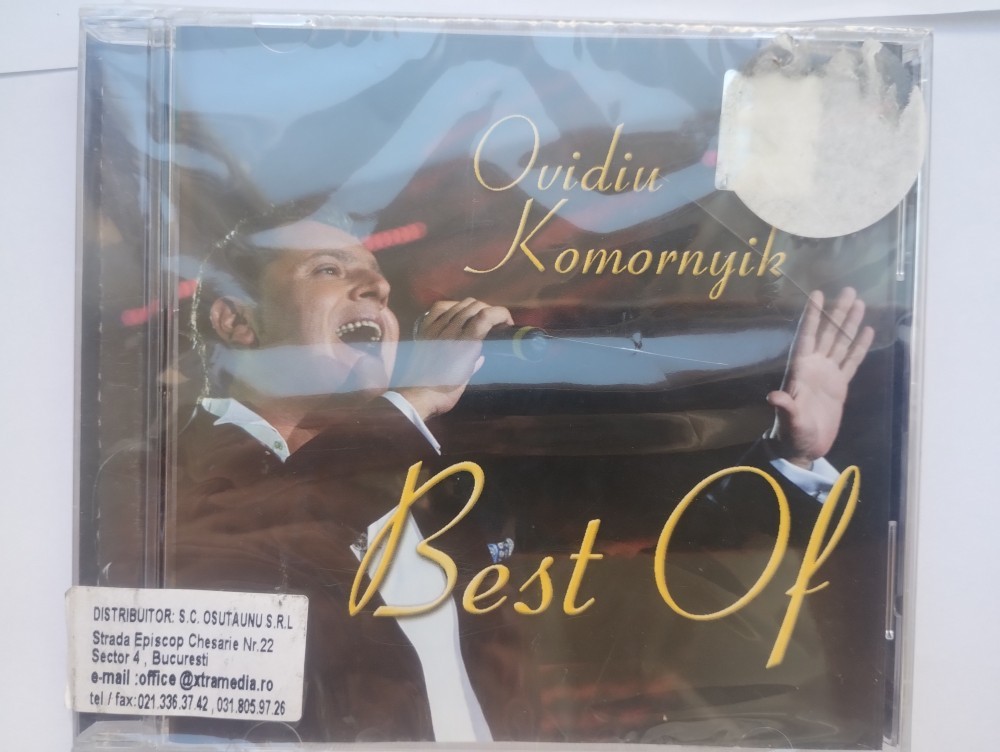 Ovidiu
Komornyik
Best Of
DISTRIBUITOR: S.C. OSUTAUNU S.R.L
Strada Episcop Chesarie Nr.22
Sector 4 , Bucuresti
e-mail :office @xtramedia.ro
tel / fax:021.336.37.42 , 031.805.97.26